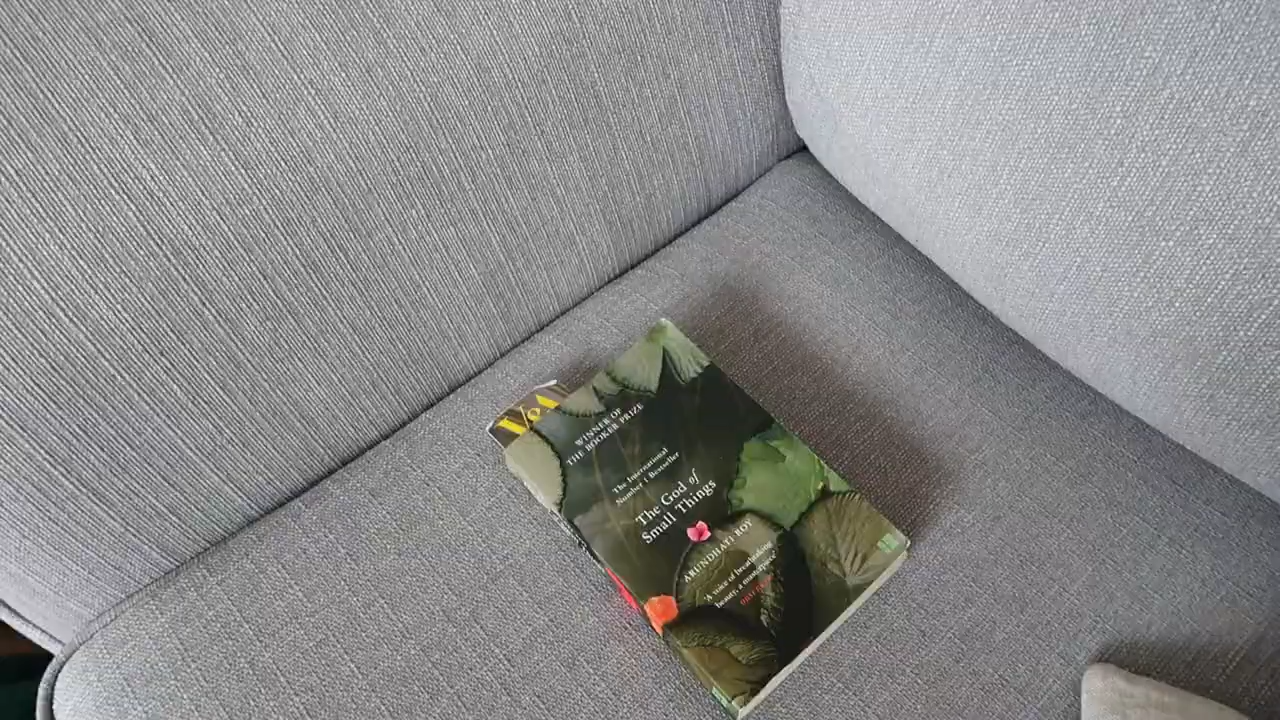 V&A
WINNER OF
THE BOOKER PRIZE
The International
Number 1 Bestseller
The God of
Small Things
ARUNDHATI ROY
'A voice of breathtaking
beauty, a masterpiece'
OBSERVER